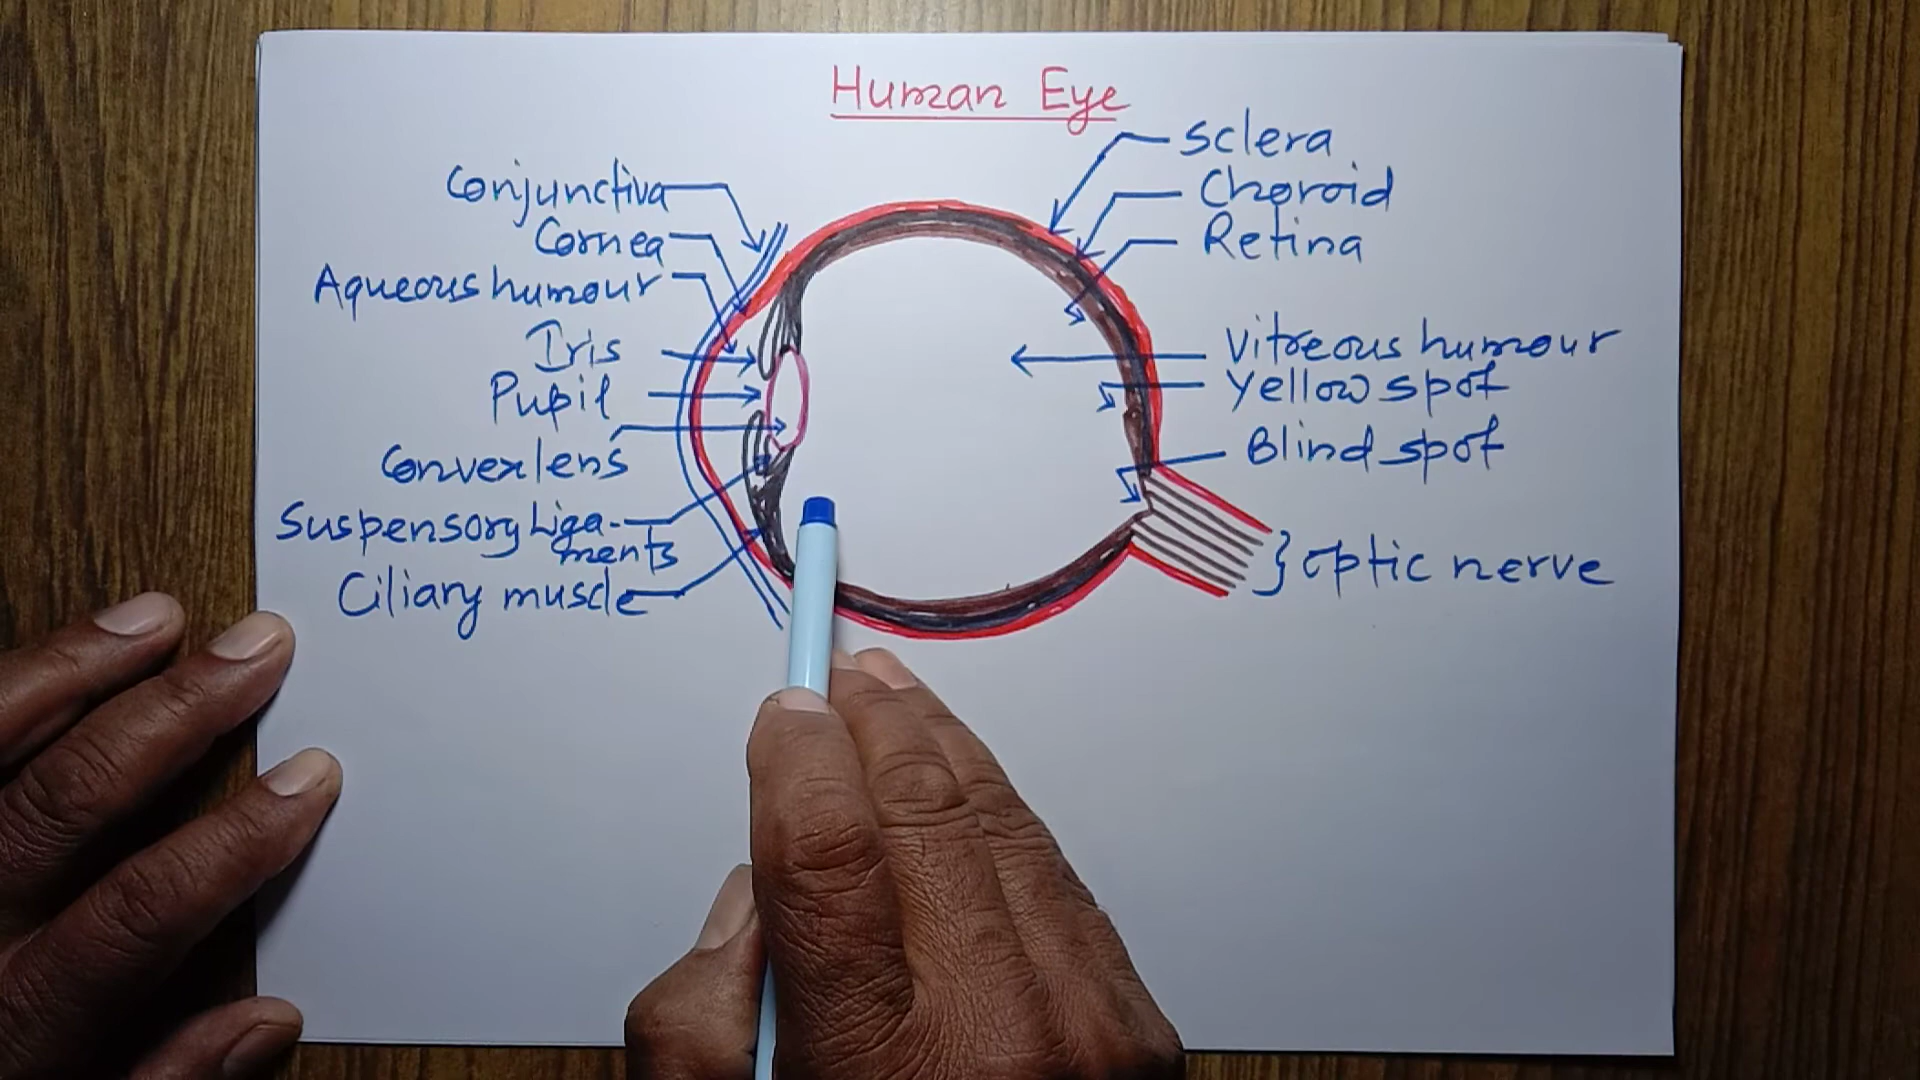 Human Eye
Conjunctiva
Cornea
Aqueous humour
Iris
Pupil
Convex lens
Suspensory Liga-
ments
Ciliary muscle
Sclera
Choroid
Retina
Vitreous humour
Yellow spot
Blind spot
} Optic nerve